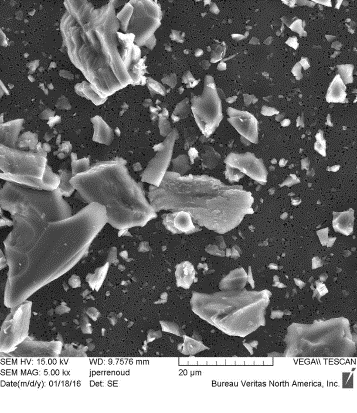 SEM HV: 15.00 kV WD: 9.7576 mm VEGA\\ TESCAN
SEM MAG: 5.00 kx jperrenoud
Date(m/d/y): 01/18/16 Det: SE 20 µm Bureau Veritas North America, Inc.